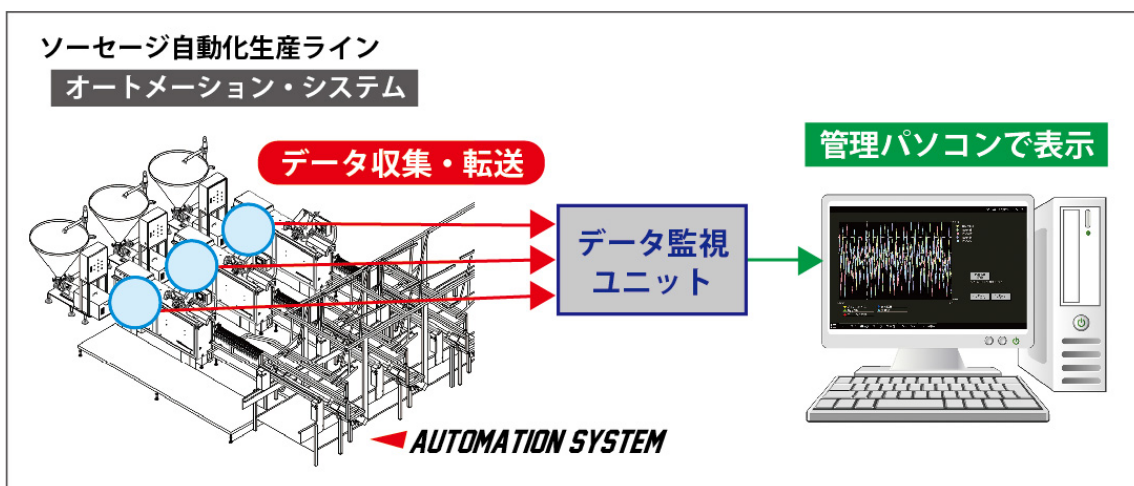 ソーセージ自動化生産ライン
オートメーション・システム
データ収集・転送
管理パソコンで表示
データ監視
ユニット
AUTOMATION SYSTEM